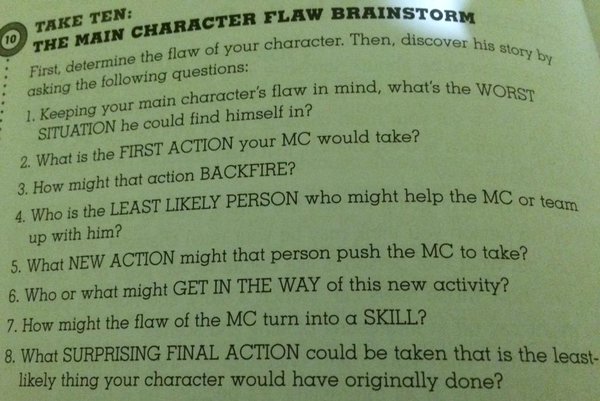 10
TAKE TEN:
THE MAIN CHARACTER FLAW BRAINSTORM
First, determine the flaw of your character. Then, discover his story by
asking the following questions:
1. Keeping your main character's flaw in mind, what's the WORST
SITUATION he could find himself in?
2. What is the FIRST ACTION your MC would take?
3. How might that action BACKFIRE?
4. Who is the LEAST LIKELY PERSON who might help the MC or team
up with him?
5. What NEW ACTION might that person push the MC to take?
6. Who or what might GET IN THE WAY of this new activity?
7. How might the flaw of the MC turn into a SKILL?
8. What SURPRISING FINAL ACTION could be taken that is the least-
likely thing your character would have originally done?